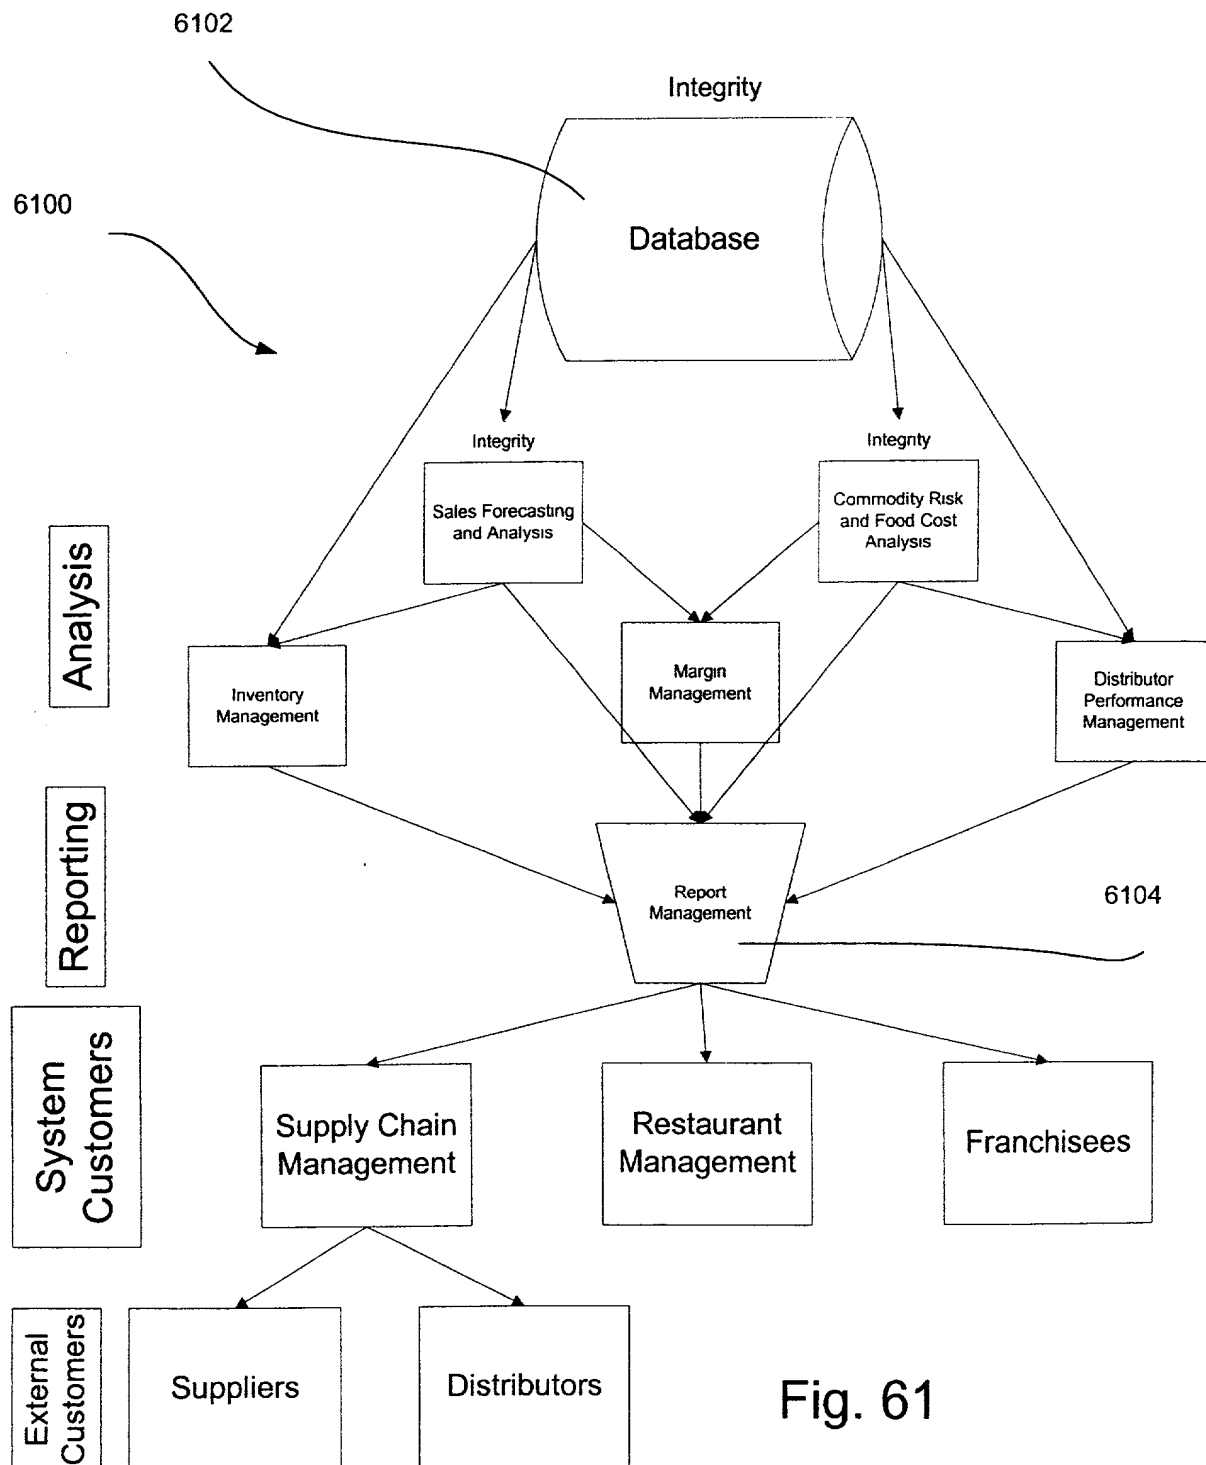 6102
Integrity
6100
Database
Integrity
Integrity
Sales Forecasting
and Analysis
Commodity Risk
and Food Cost
Analysis
Analysis
Inventory
Management
Margin
Management
Distributor
Performance
Management
Reporting
Report
Management
6104
System
Customers
Supply Chain
Management
Restaurant
Management
Franchisees
External
Customers
Suppliers
Distributors
Fig. 61